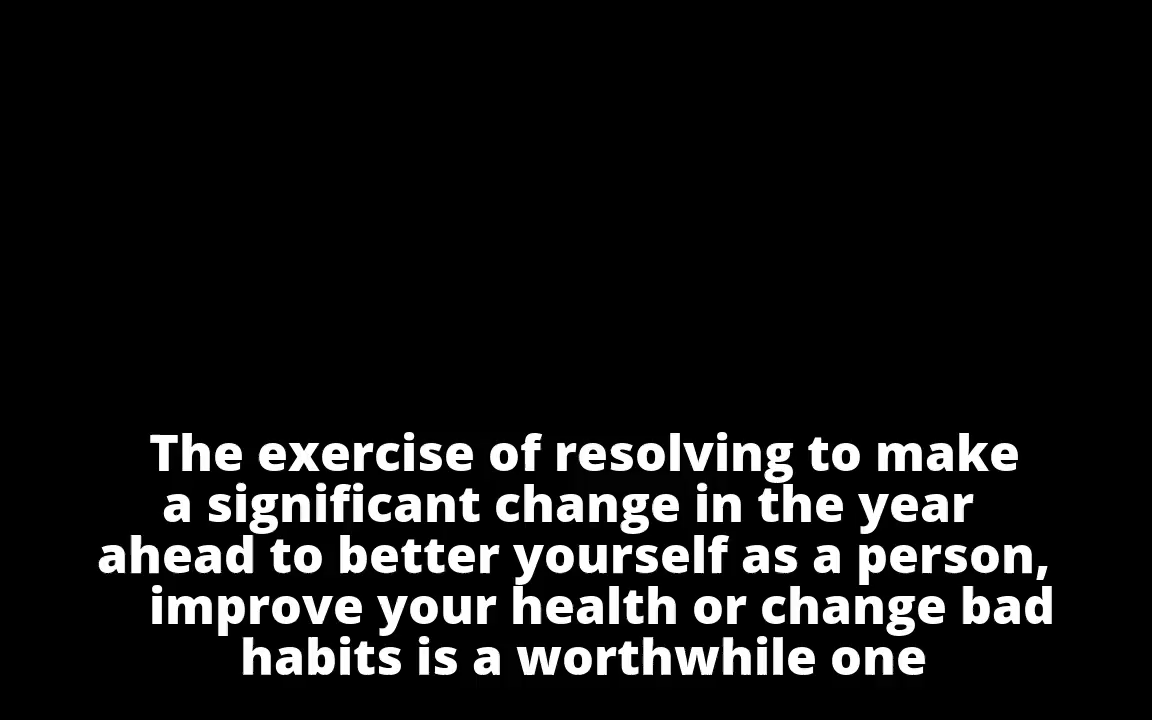 The exercise of resolving to make
a significant change in the year
ahead to better yourself as a person,
improve your health or change bad
habits is a worthwhile one